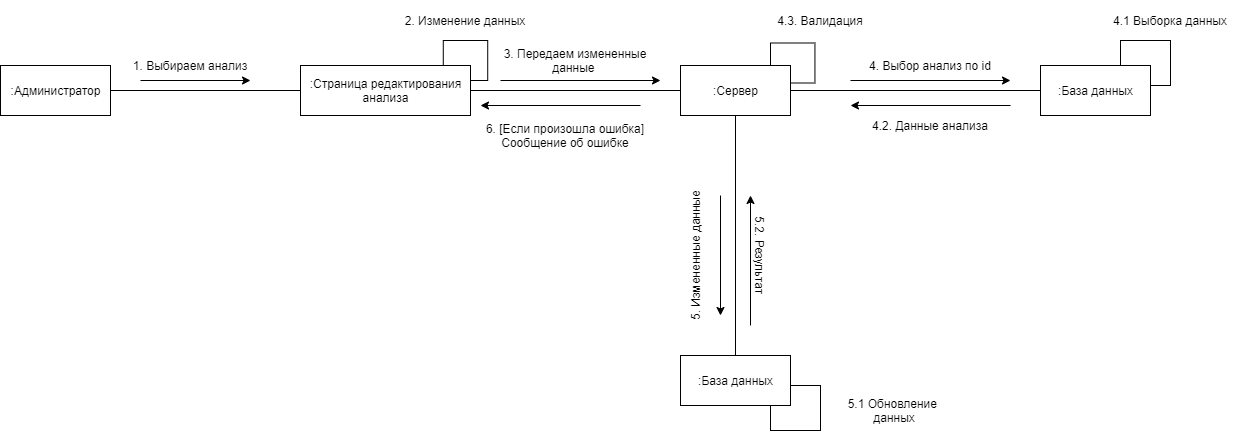 2. Изменение данных
4.3. Валидация
4.1 Выборка данных
1. Выбираем анализ
3. Передаем измененные
данные
4. Выбор анализ по id
:Администратор
:Страница редактирования
анализа
:Сервер
:База данных
6. [Если произошла ошибка]
Сообщение об ошибке
4.2. Данные анализа
5. Измененные данные
5.2. Результат
:База данных
5.1 Обновление
данных